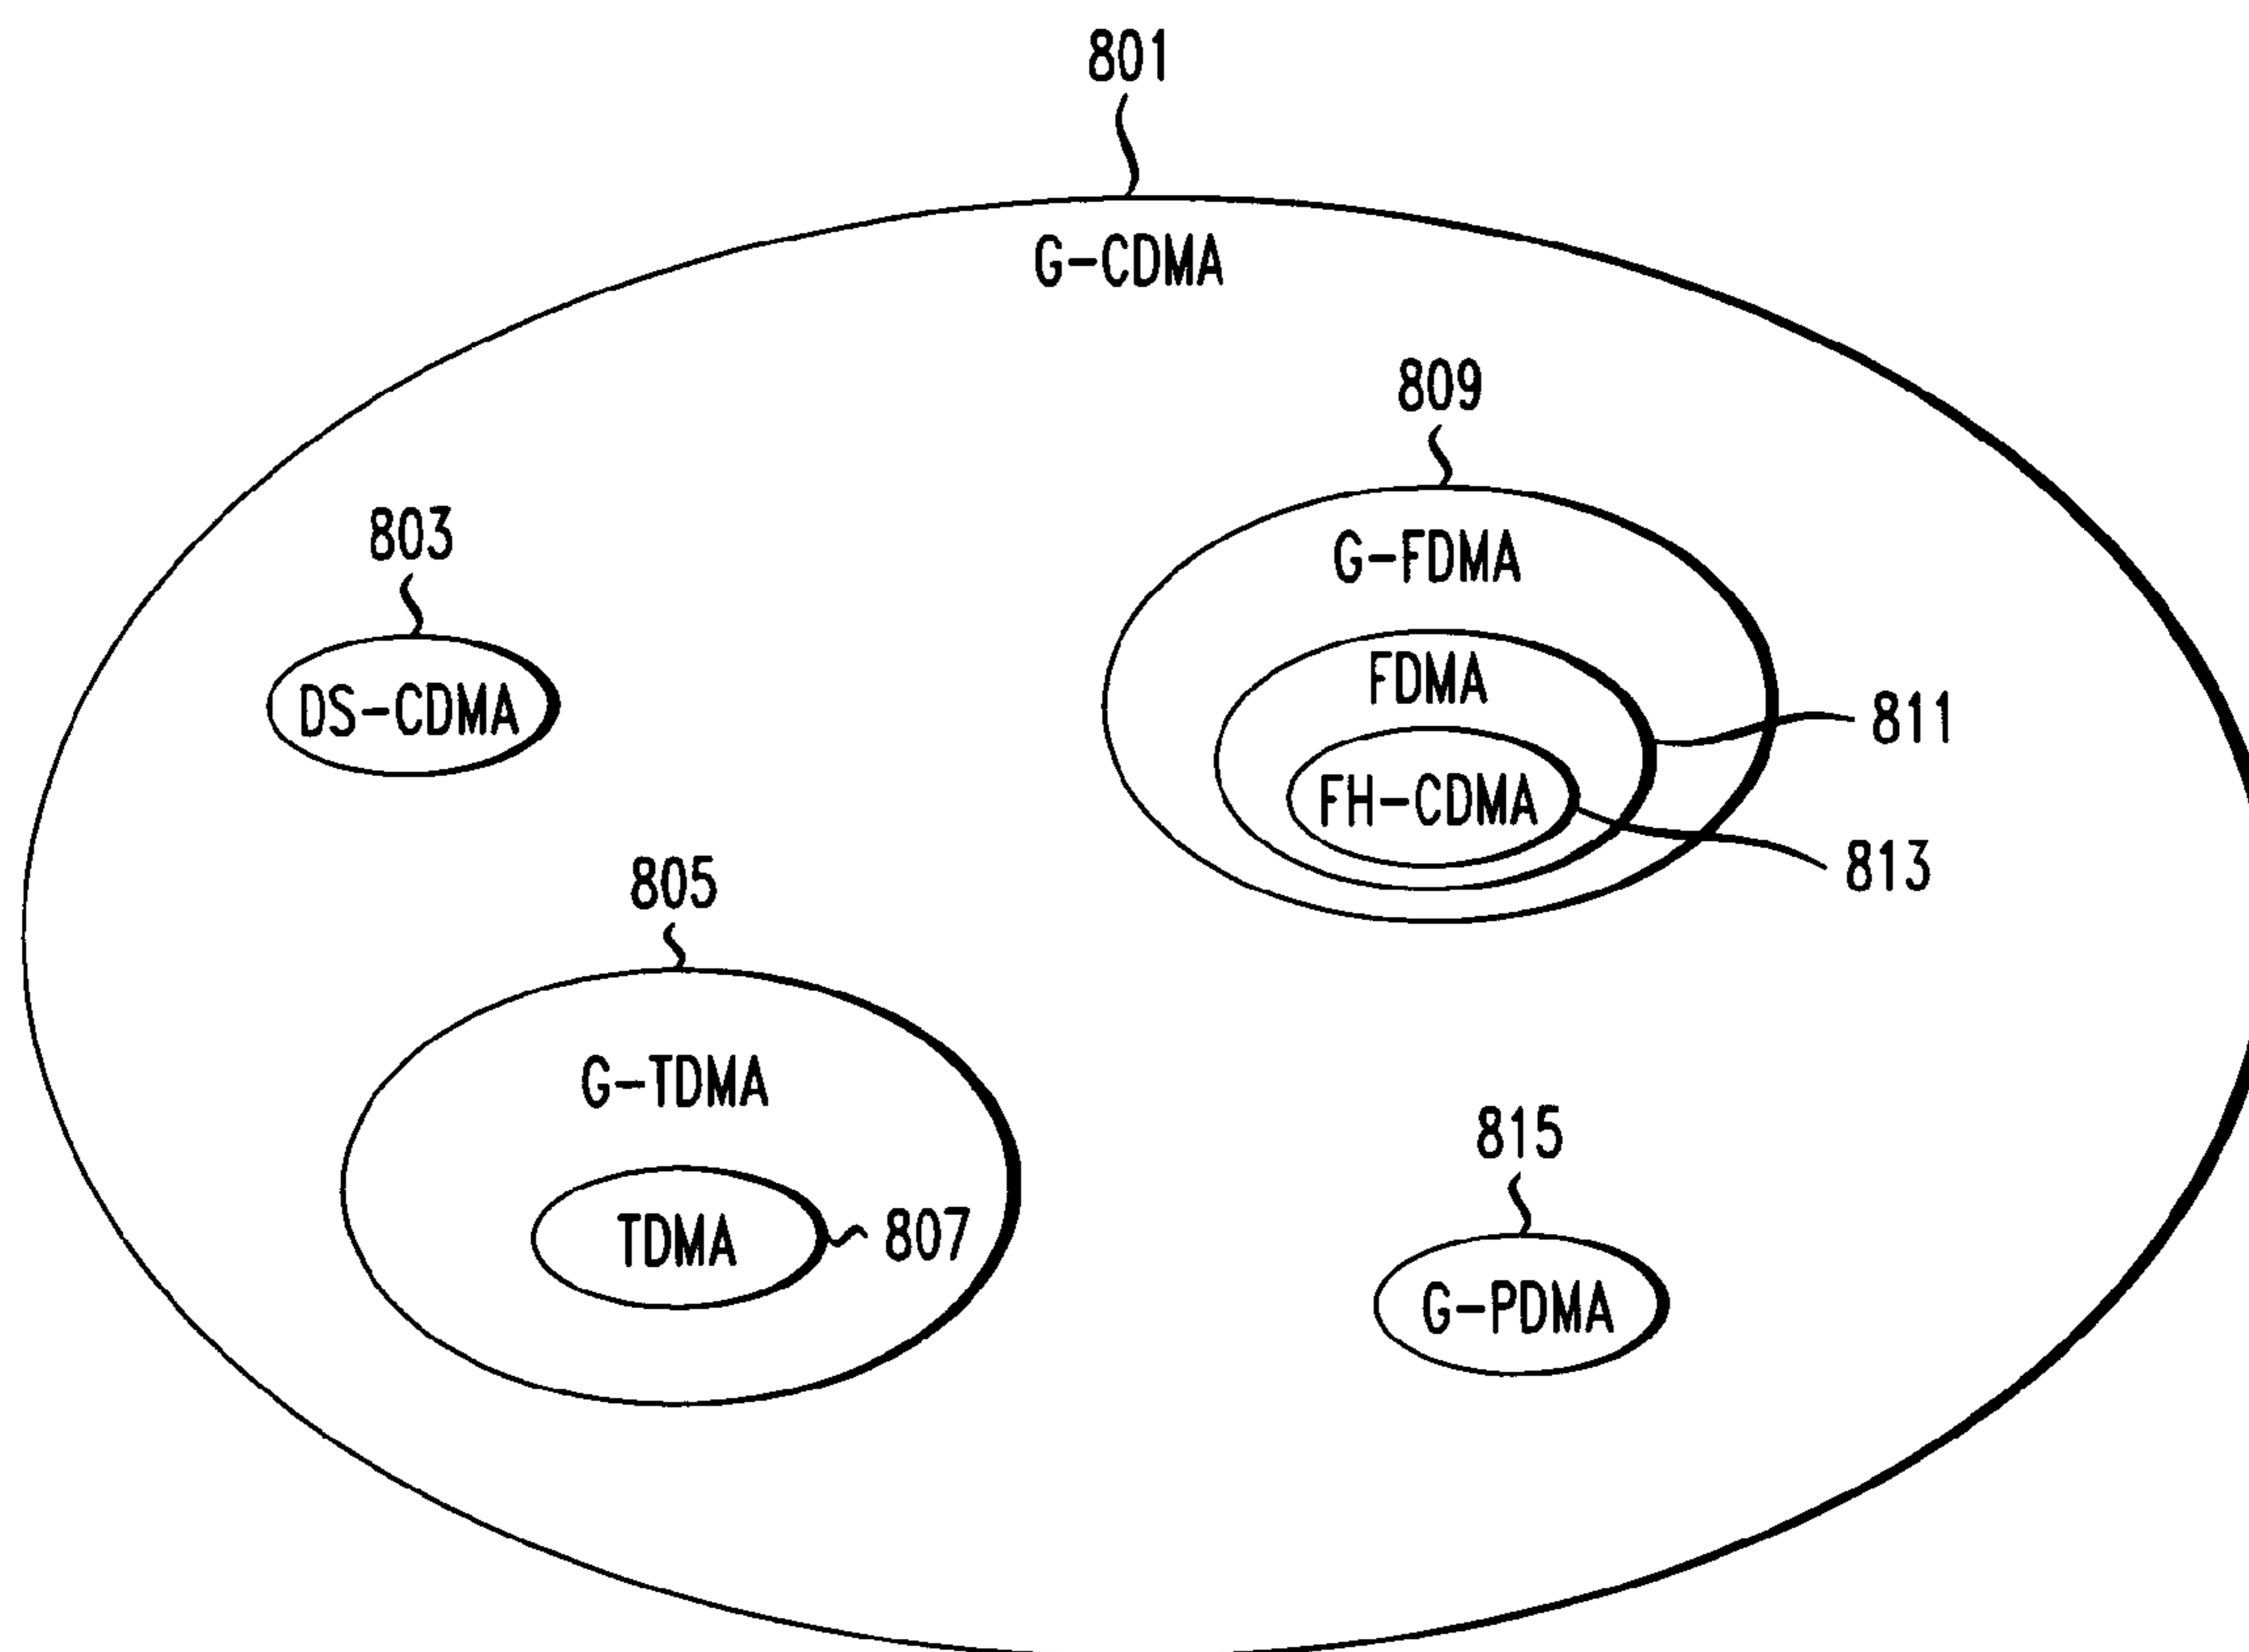 801
G-CDMA
809
803
G-FDMA
DS-CDMA
FDMA
811
FH-CDMA
813
805
G-TDMA
815
TDMA
807
G-PDMA